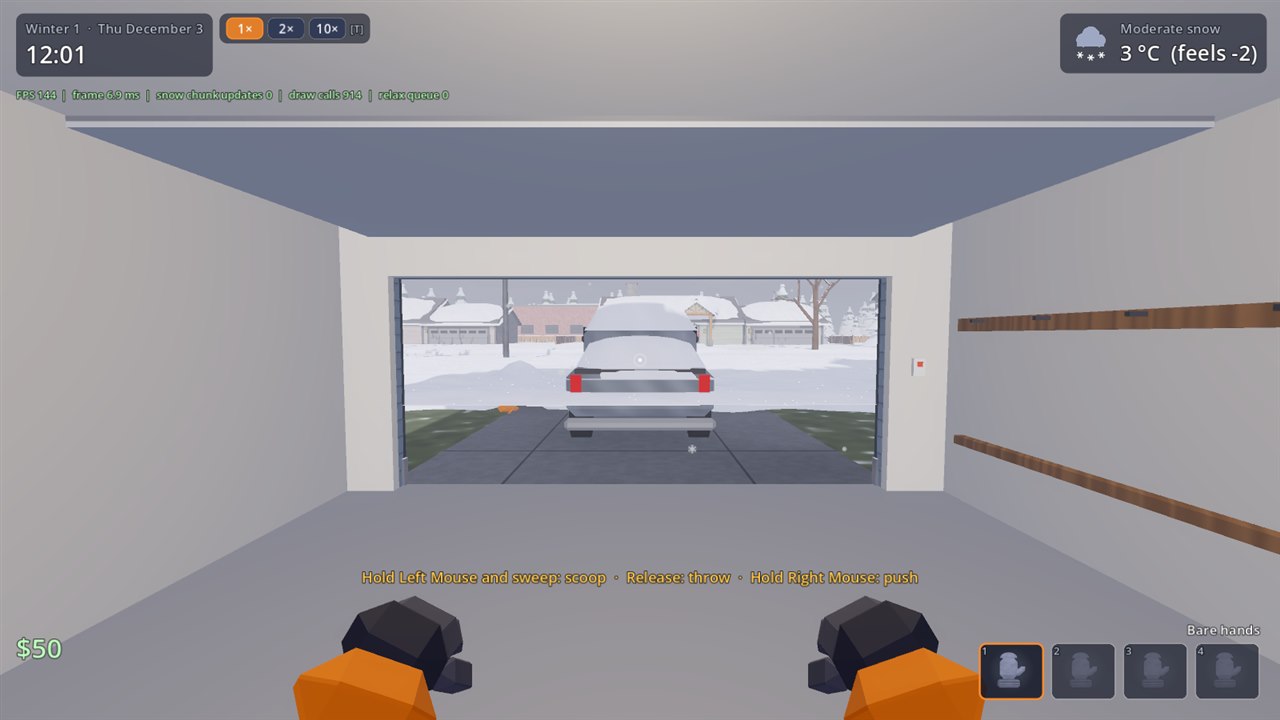 Winter 1 · Thu December 3
12:01
1× 2× 10× [T]
Moderate snow
3 °C (feels -2)
FPS 144 | frame 6.9 ms | snow chunk updates 0 | draw calls 914 | relax queue 0
Hold Left Mouse and sweep: scoop · Release: throw · Hold Right Mouse: push
$50
Bare hands
1 2 3 4